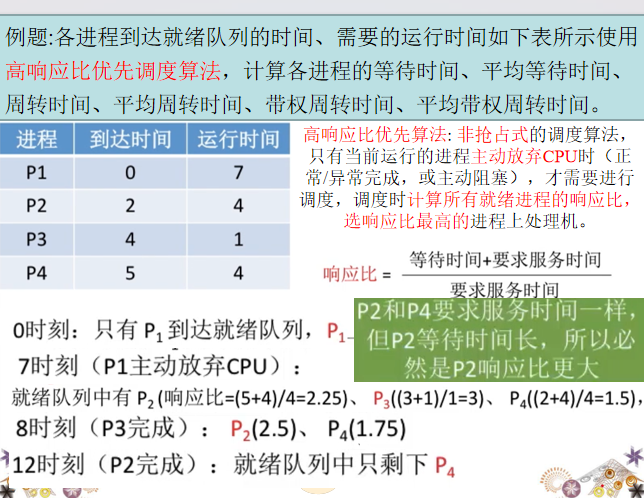 例题:各进程到达就绪队列的时间、需要的运行时间如下表所示使用
高响应比优先调度算法，计算各进程的等待时间、平均等待时间、
周转时间、平均周转时间、带权周转时间、平均带权周转时间。
进程 到达时间 运行时间
P1 0 7
P2 2 4
P3 4 1
P4 5 4
高响应比优先算法: 非抢占式的调度算法，
只有当前运行的进程主动放弃CPU时（正
常/异常完成，或主动阻塞），才需要进行
调度，调度时计算所有就绪进程的响应比，
选响应比最高的进程上处理机。
响应比 = 等待时间+要求服务时间
要求服务时间
P2和P4要求服务时间一样，
但P2等待时间长，所以必
然是P2响应比更大
0时刻：只有 P1 到达就绪队列，P1
7时刻（P1主动放弃CPU）：
就绪队列中有 P2 (响应比=(5+4)/4=2.25)、 P3((3+1)/1=3)、 P4((2+4)/4=1.5),
8时刻（P3完成）： P2(2.5)、 P4(1.75)
12时刻（P2完成）：就绪队列中只剩下 P4